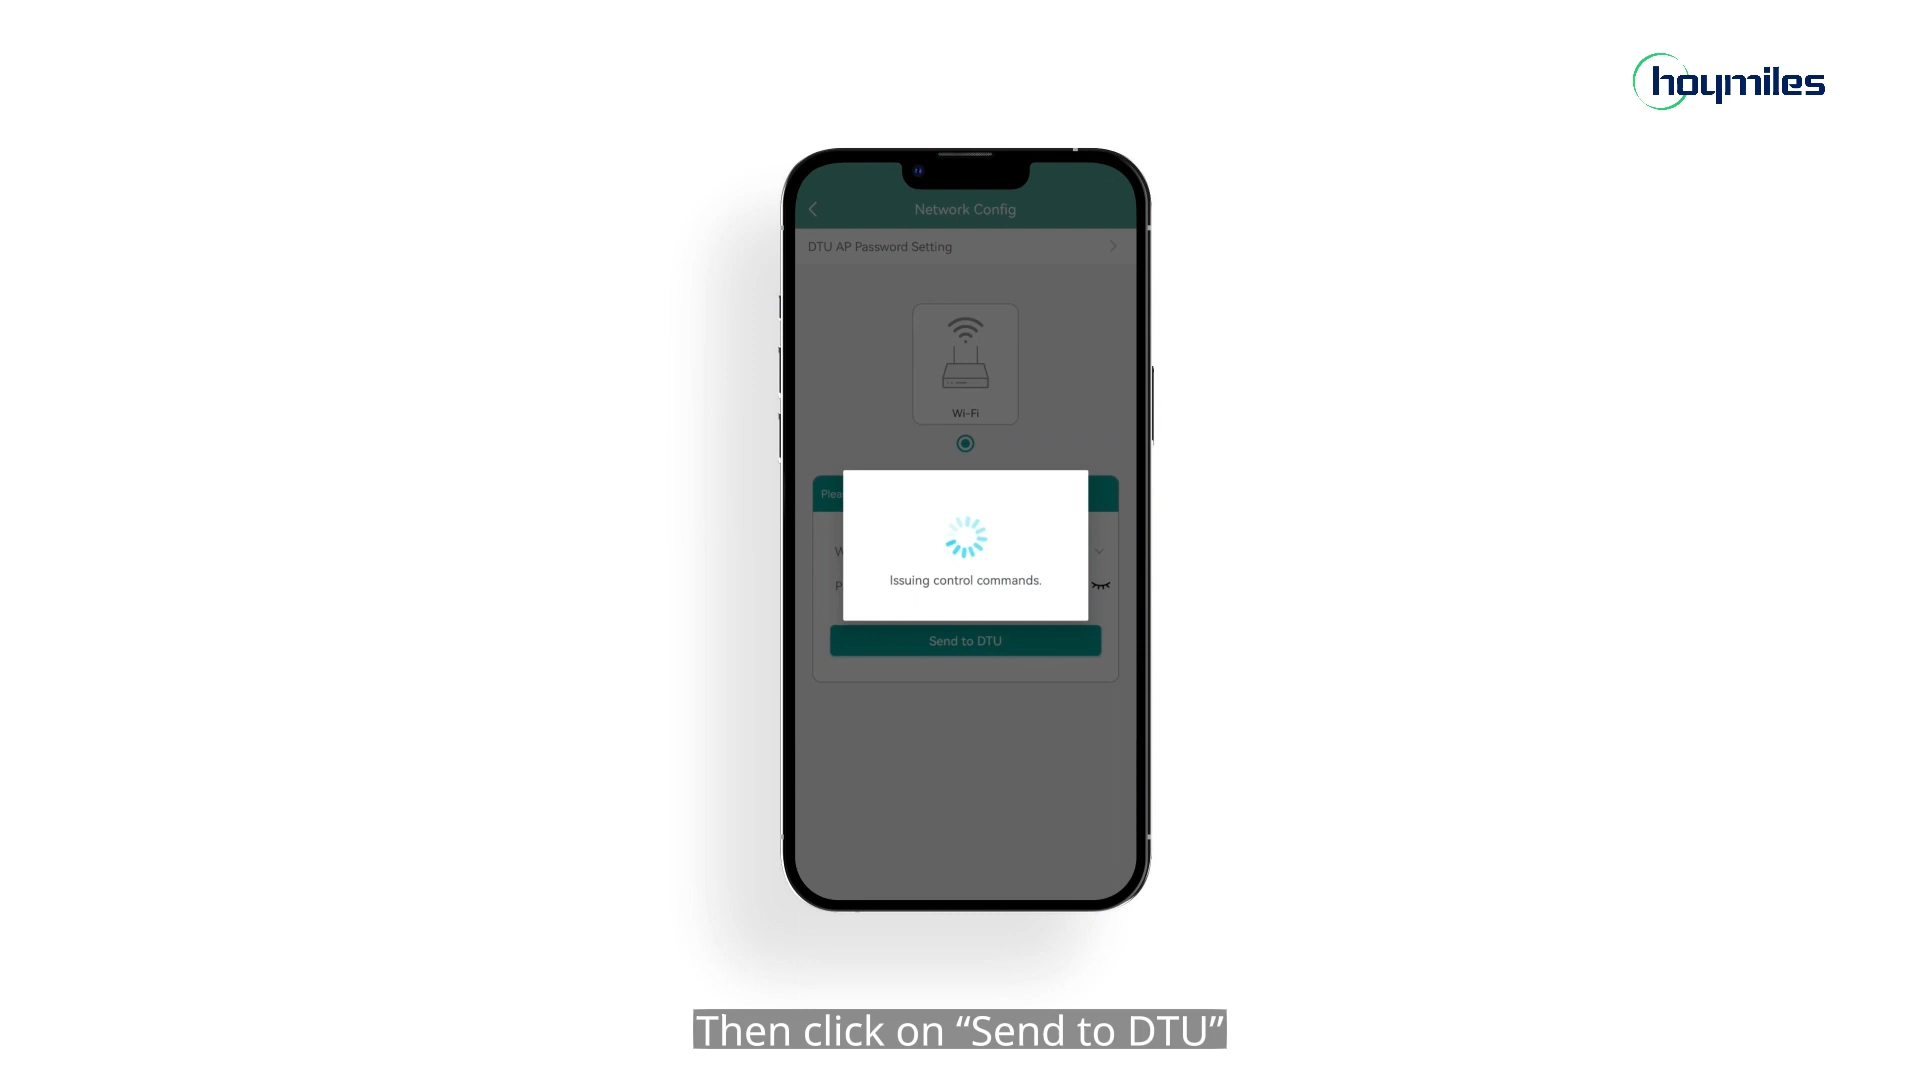 hoymiles
Network Config
DTU AP Password Setting
Wi-Fi
Issuing control commands.
Send to DTU
Then click on “Send to DTU”